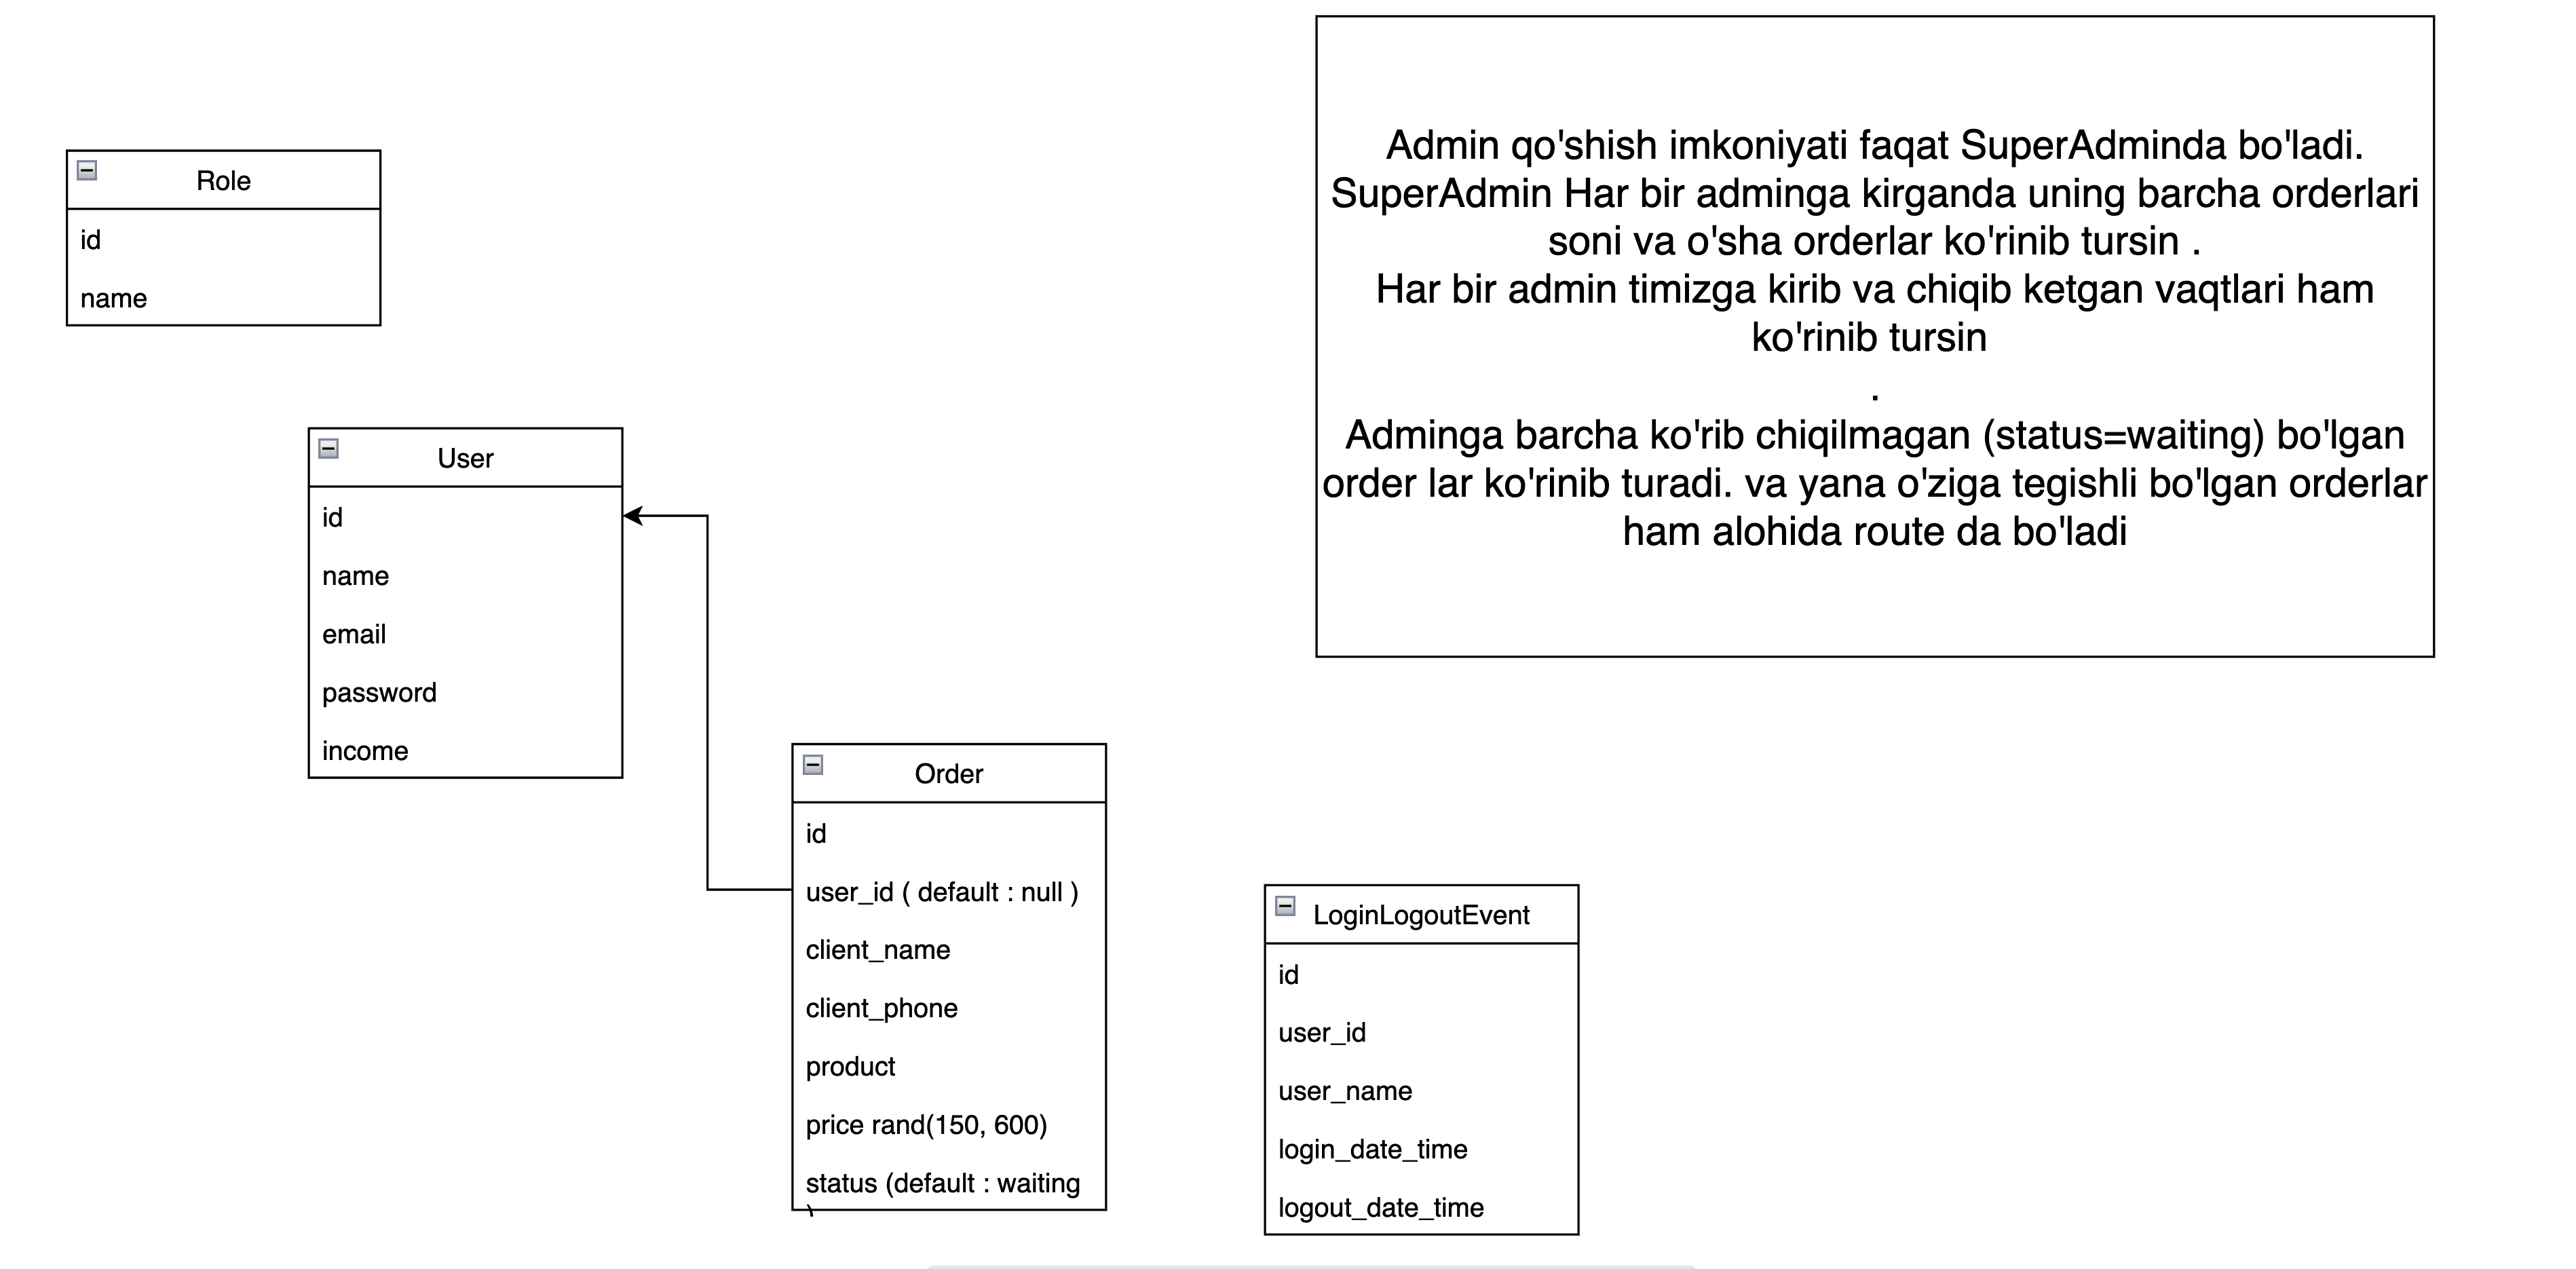 Role
id
name
User
id
name
email
password
income
Order
id
user_id ( default : null )
client_name
client_phone
product
price rand(150, 600)
status (default : waiting
)
LoginLogoutEvent
id
user_id
user_name
login_date_time
logout_date_time
Admin qo'shish imkoniyati faqat SuperAdminda bo'ladi.
SuperAdmin Har bir adminga kirganda uning barcha orderlari
soni va o'sha orderlar ko'rinib tursin .
Har bir admin timizga kirib va chiqib ketgan vaqtlari ham
ko'rinib tursin
.
Adminga barcha ko'rib chiqilmagan (status=waiting) bo'lgan
order lar ko'rinib turadi. va yana o'ziga tegishli bo'lgan orderlar
ham alohida route da bo'ladi